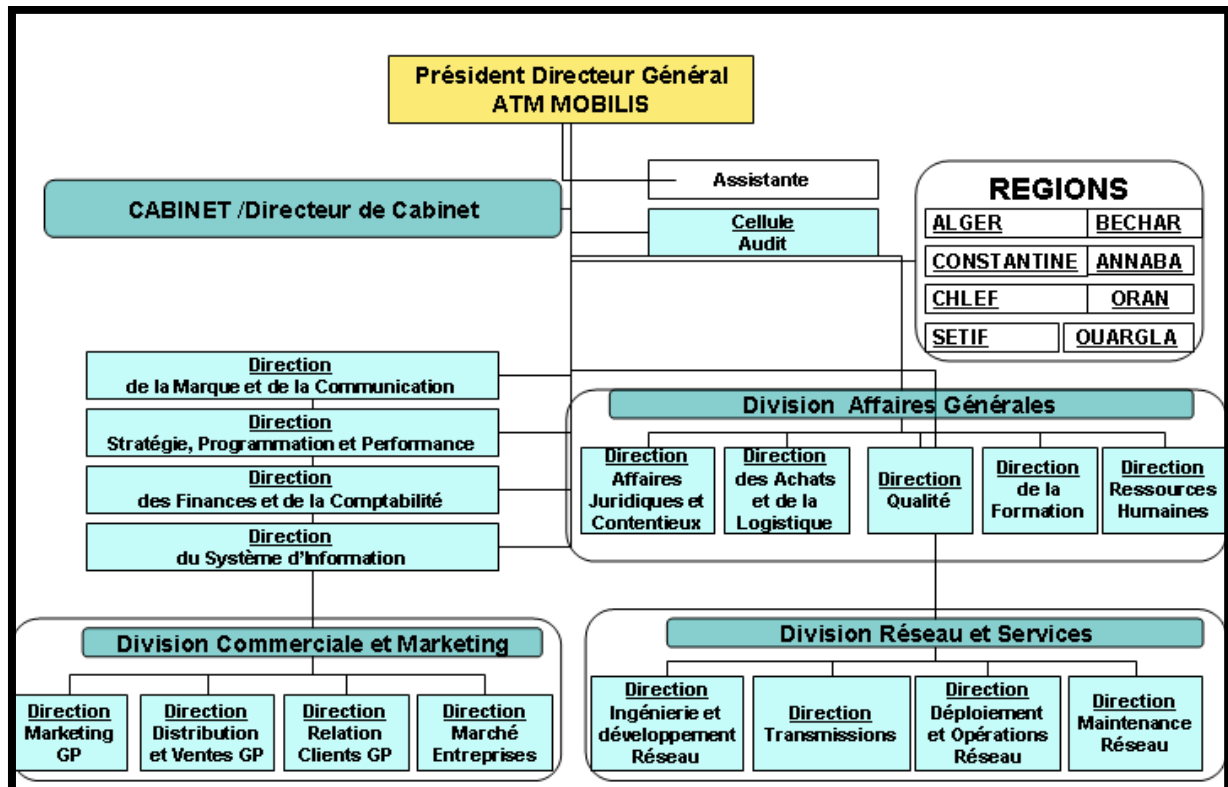 Président Directeur Général
ATM MOBILIS
Assistante
CABINET /Directeur de Cabinet
Cellule
Audit
REGIONS
ALGER BECHAR
CONSTANTINE ANNABA
CHLEF ORAN
SETIF OUARGLA
Direction
de la Marque et de la Communication
Direction
Stratégie, Programmation et Performance
Direction
des Finances et de la Comptabilité
Direction
du Système d'Information
Division Affaires Générales
Direction
Affaires
Juridiques et
Contentieux
Direction
des Achats
et de la
Logistique
Direction
Qualité
Direction
de la
Formation
Direction
Ressources
Humaines
Division Commerciale et Marketing
Direction
Marketing
GP
Direction
Distribution
et Ventes GP
Direction
Relation
Clients GP
Direction
Marché
Entreprises
Division Réseau et Services
Direction
Ingénierie et
développement
Réseau
Direction
Transmissions
Direction
Déploiement
et Opérations
Réseau
Direction
Maintenance
Réseau